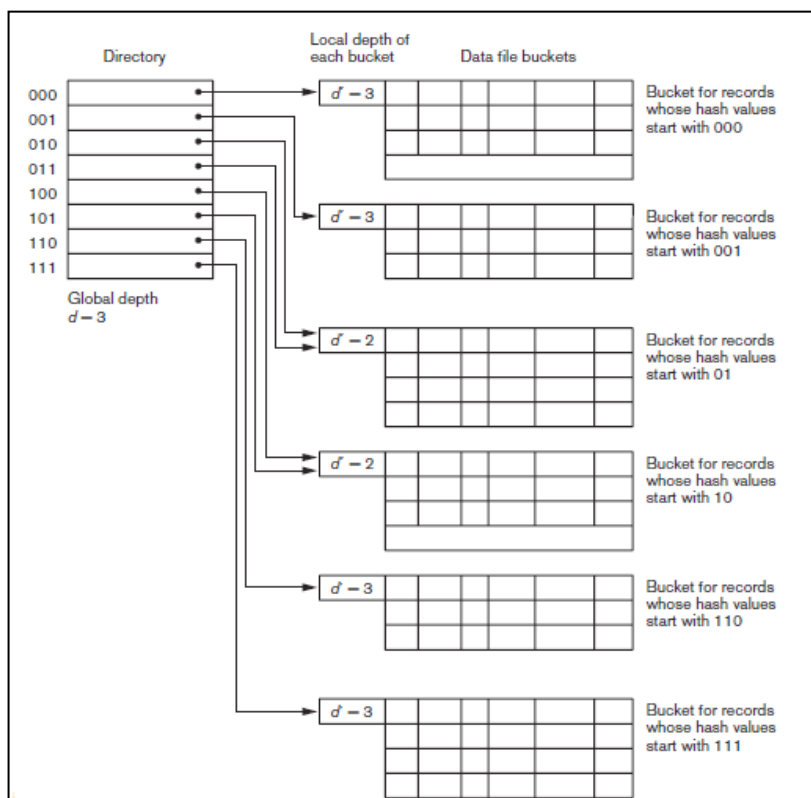 Directory
Local depth of
each bucket
Data file buckets
000
001
010
011
100
101
110
111
Global depth
d – 3
d′ – 3
Bucket for records
whose hash values
start with 000
d′ – 3
Bucket for records
whose hash values
start with 001
d′ – 2
Bucket for records
whose hash values
start with 01
d′ – 2
Bucket for records
whose hash values
start with 10
d′ – 3
Bucket for records
whose hash values
start with 110
d′ – 3
Bucket for records
whose hash values
start with 111